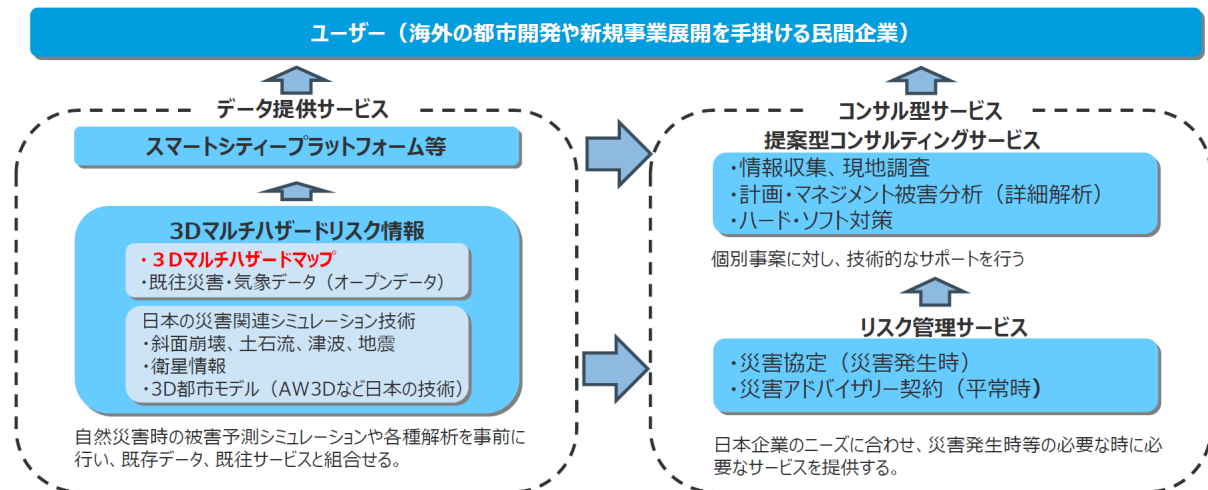 ユーザー（海外の都市開発や新規事業展開を手掛ける民間企業）
データ提供サービス
スマートシティープラットフォーム等
3Dマルチハザードリスク情報
・３Dマルチハザードマップ
・既往災害・気象データ（オープンデータ）
日本の災害関連シミュレーション技術
・斜面崩壊、土石流、津波、地震
・衛星情報
・3D都市モデル（AW3Dなど日本の技術）
自然災害時の被害予測シミュレーションや各種解析を事前に
行い、既存データ、既往サービスと組合せる。
コンサル型サービス
提案型コンサルティングサービス
・情報収集、現地調査
・計画・マネジメント被害分析（詳細解析）
・ハード・ソフト対策
個別事案に対し、技術的なサポートを行う
リスク管理サービス
・災害協定（災害発生時）
・災害アドバイザリー契約（平常時）
日本企業のニーズに合わせ、災害発生時等の必要な時に必
要なサービスを提供する。